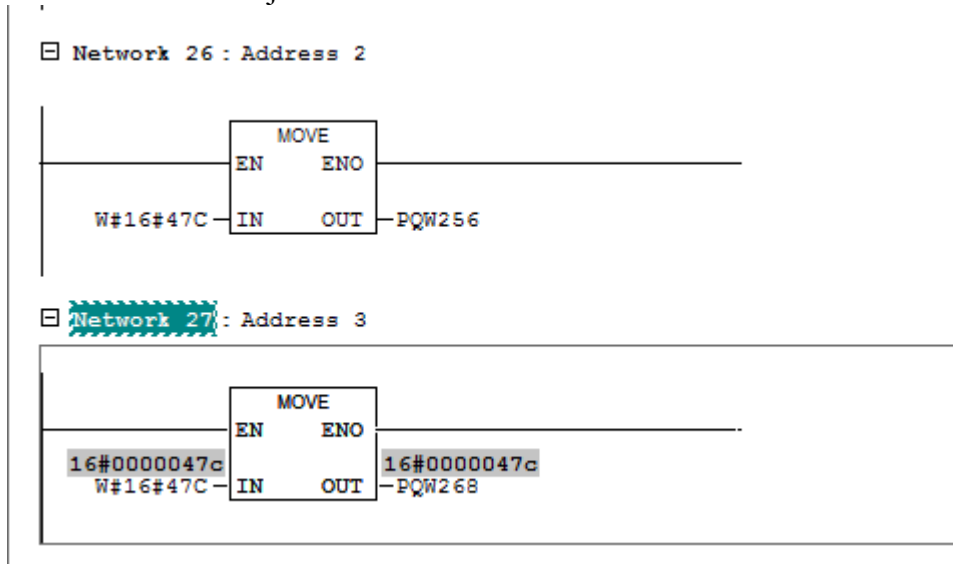 Network 26 : Address 2
MOVE
EN ENO
W#16#47C IN OUT PQW256
Network 27 : Address 3
MOVE
EN ENO
16#0000047c 16#0000047c
W#16#47C IN OUT PQW268